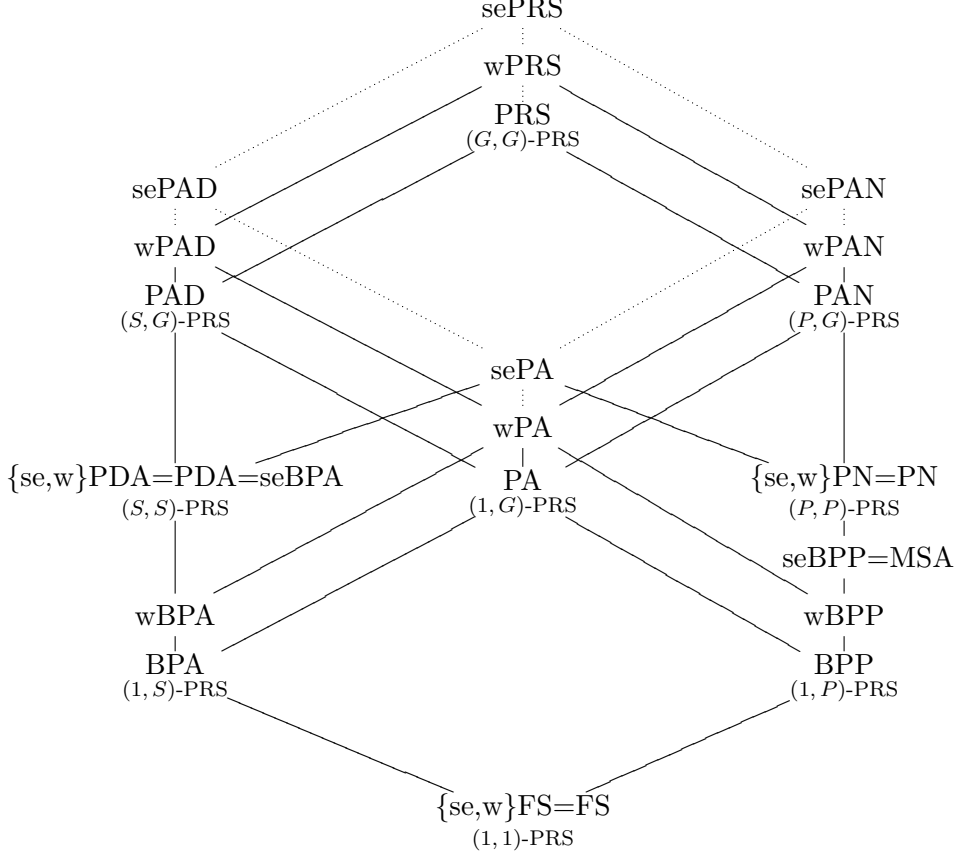 sePRS
wPRS
PRS
(G, G)-PRS
sePAD
sePAN
wPAD
wPAN
PAD
(S, G)-PRS
PAN
(P, G)-PRS
sePA
wPA
{se,w}PDA=PDA=seBPA
(S, S)-PRS
PA
(1, G)-PRS
{se,w}PN=PN
(P, P)-PRS
seBPP=MSA
wBPA
wBPP
BPA
(1, S)-PRS
BPP
(1, P)-PRS
{se,w}FS=FS
(1, 1)-PRS